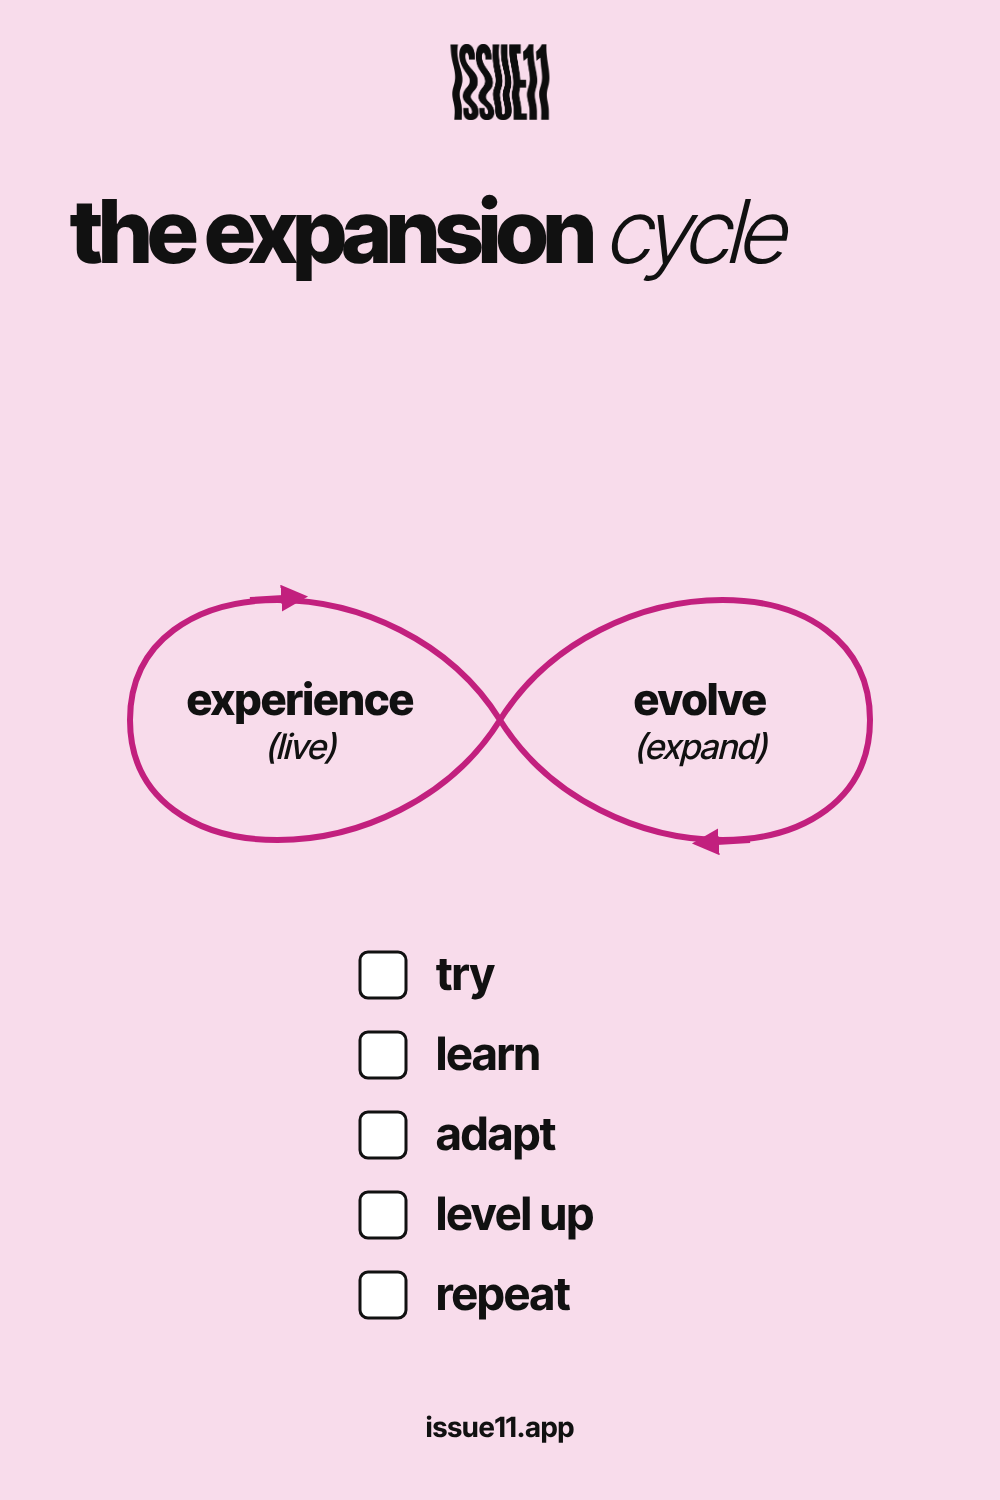 ISSUE11
the expansion cycle
experience
(live)
evolve
(expand)
try
learn
adapt
level up
repeat
issue11.app